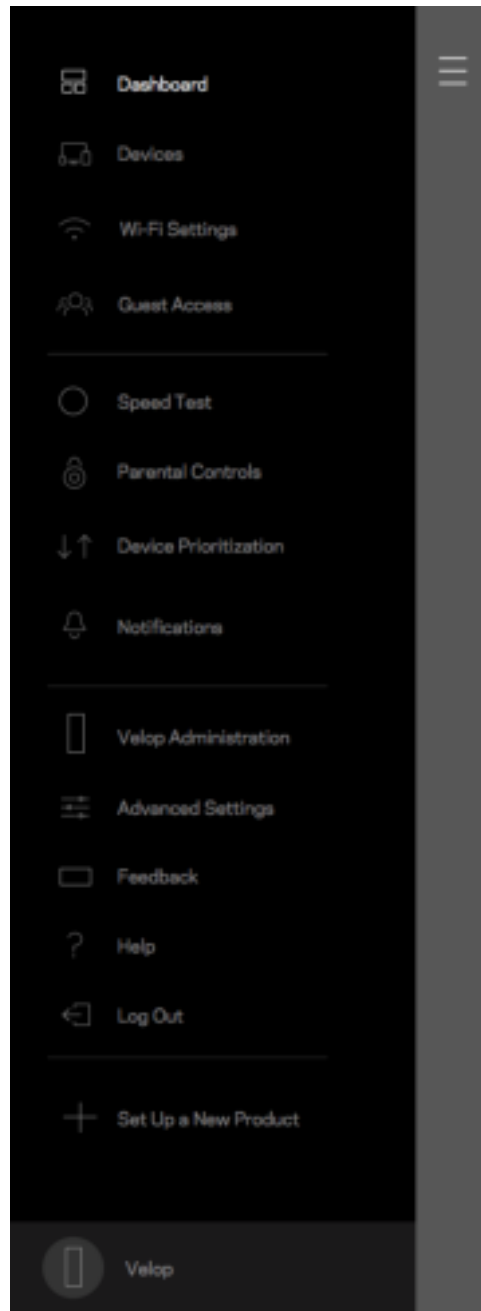 Dashboard
Devices
Wi-Fi Settings
Guest Access
Speed Test
Parental Controls
Device Prioritization
Notifications
Velop Administration
Advanced Settings
Feedback
Help
Log Out
Set Up a New Product
Velop